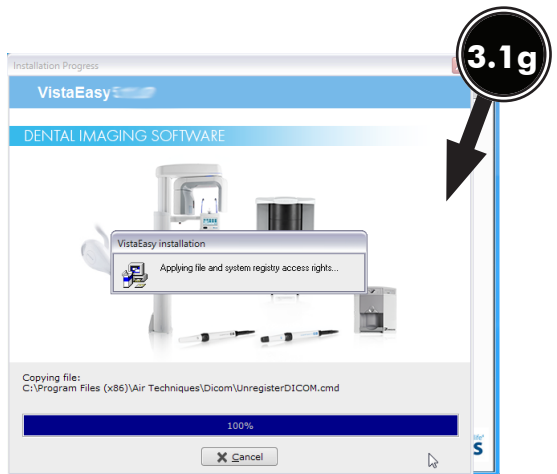 3.1g
Installation Progress
VistaEasy
DENTAL IMAGING SOFTWARE
VistaEasy installation
Applying file and system registry access rights...
Copying file:
C:\Program Files (x86)\Air Techniques\Dicom\UnregisterDICOM.cmd
100%
Cancel
life®
S